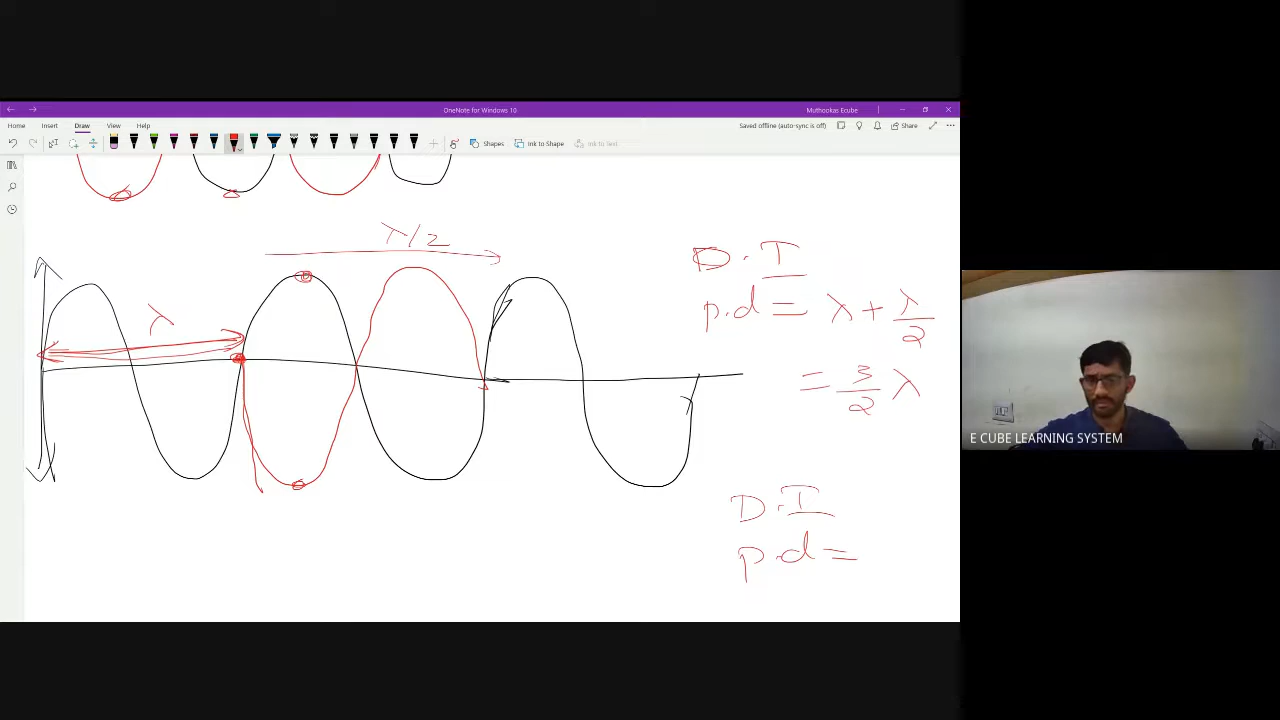 OneNote for Windows 10
Muthookas Ecube
Home Insert Draw View Help
Saved offline (auto-sync is off)
Share
Shapes
Ink to Shape
Ink to Text
λ/2
λ
D.T
p.d = λ + λ/2
= 3/2 λ
D.T
p.d =
E CUBE LEARNING SYSTEM